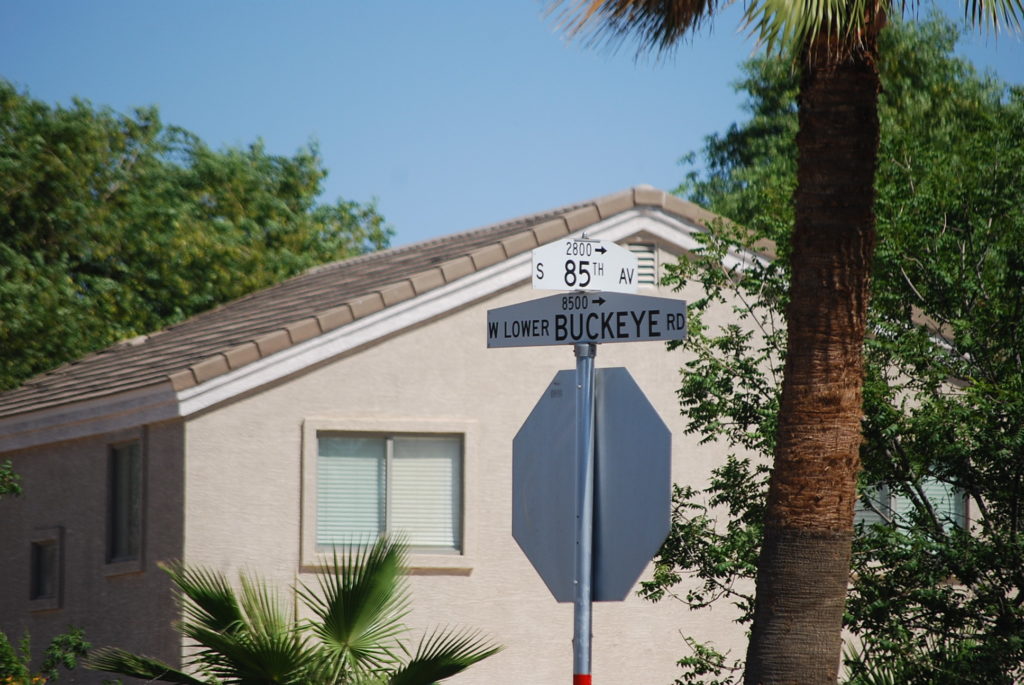 2800 →
S 85TH AV
8500 →
W LOWER BUCKEYE RD